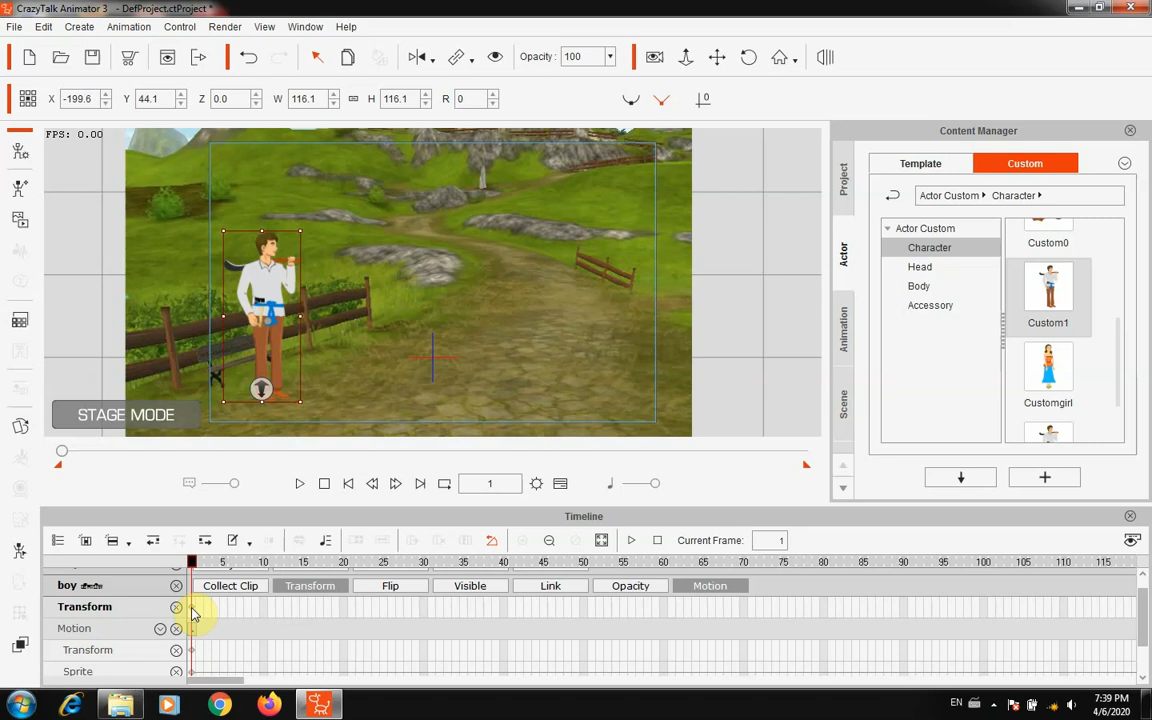 CrazyTalk Animator 3 - DefProject.ctProject *
File Edit Create Animation Control Render View Window Help
Opacity: 100
X -199.6 Y 44.1 Z 0.0 W 116.1 H 116.1 R 0
FPS: 0.00
STAGE MODE
Content Manager
Template Custom
Actor Custom Character
Project
Actor
Animation
Scene
Actor Custom
Character
Head
Body
Accessory
Custom0
Custom1
Customgirl
1
Timeline
Current Frame: 1
5 10 15 20 25 30 35 40 45 50 55 60 65 70 75 80 85 90 95 100 105 110 115
boy Collect Clip Transform Flip Visible Link Opacity Motion
Transform
Motion
Transform
Sprite
EN 7:39 PM
4/6/2020